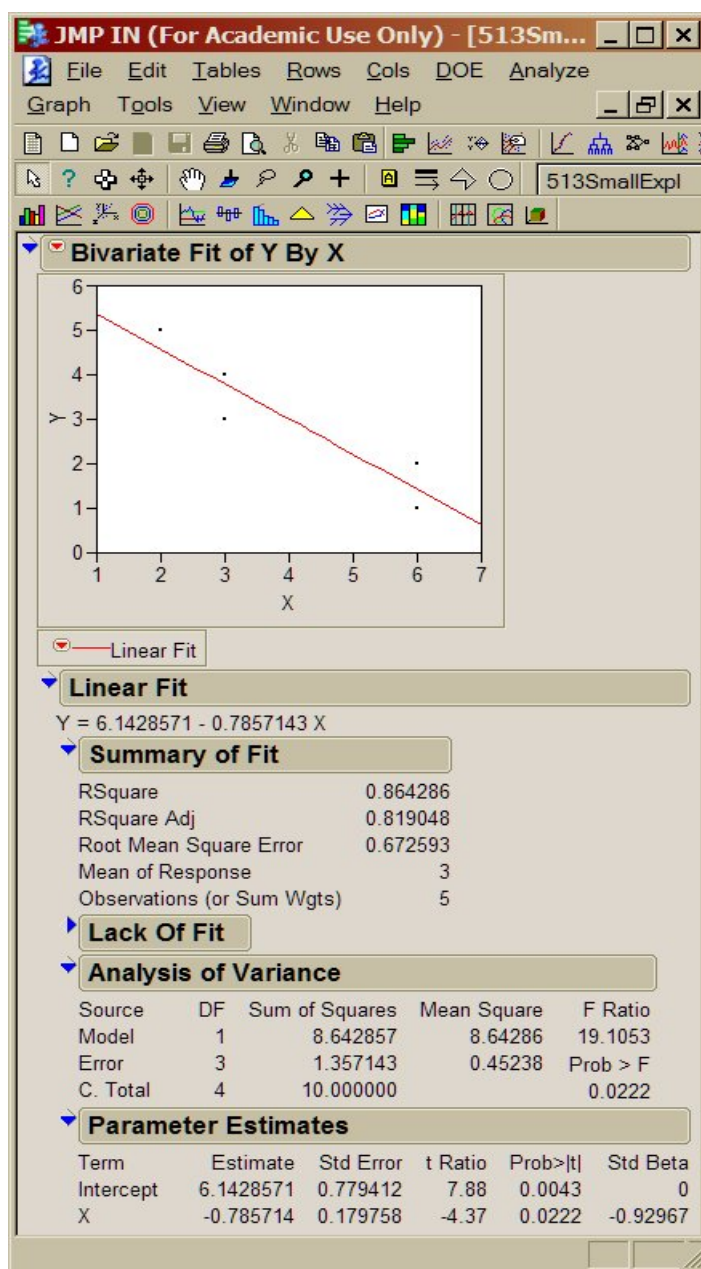 JMP IN (For Academic Use Only) - [513Sm...
File Edit Tables Rows Cols DOE Analyze
Graph Tools View Window Help
513SmallExpl
Bivariate Fit of Y By X
6
5
4
3
2
1
0
Y
1 2 3 4 5 6 7
X
Linear Fit
Linear Fit
Y = 6.1428571 - 0.7857143 X
Summary of Fit
RSquare 0.864286
RSquare Adj 0.819048
Root Mean Square Error 0.672593
Mean of Response 3
Observations (or Sum Wgts) 5
Lack Of Fit
Analysis of Variance
Source DF Sum of Squares Mean Square F Ratio
Model 1 8.642857 8.64286 19.1053
Error 3 1.357143 0.45238 Prob > F
C. Total 4 10.000000 0.0222
Parameter Estimates
Term Estimate Std Error t Ratio Prob>|t| Std Beta
Intercept 6.1428571 0.779412 7.88 0.0043 0
X -0.785714 0.179758 -4.37 0.0222 -0.92967